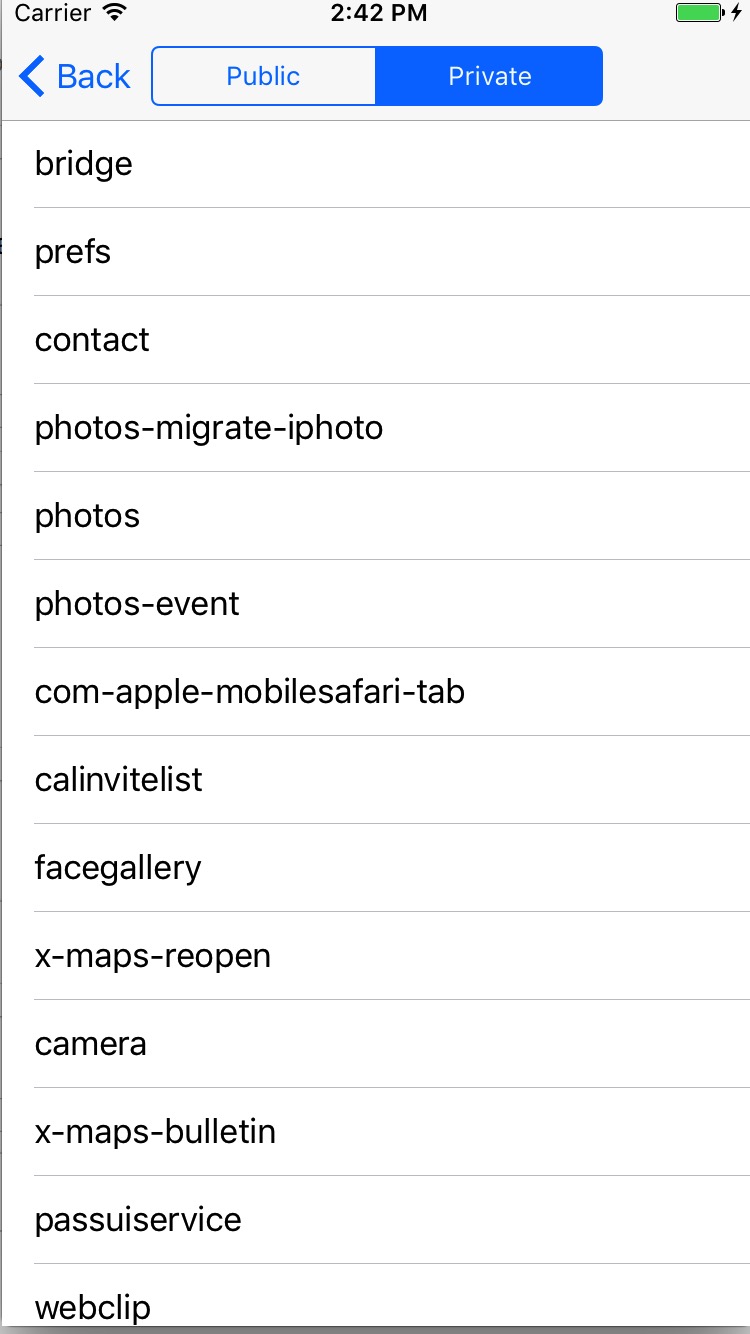 Carrier 2:42 PM
Back Public Private
bridge
prefs
contact
photos-migrate-iphoto
photos
photos-event
com-apple-mobilesafari-tab
calinvitelist
facegallery
x-maps-reopen
camera
x-maps-bulletin
passuiservice
webclip